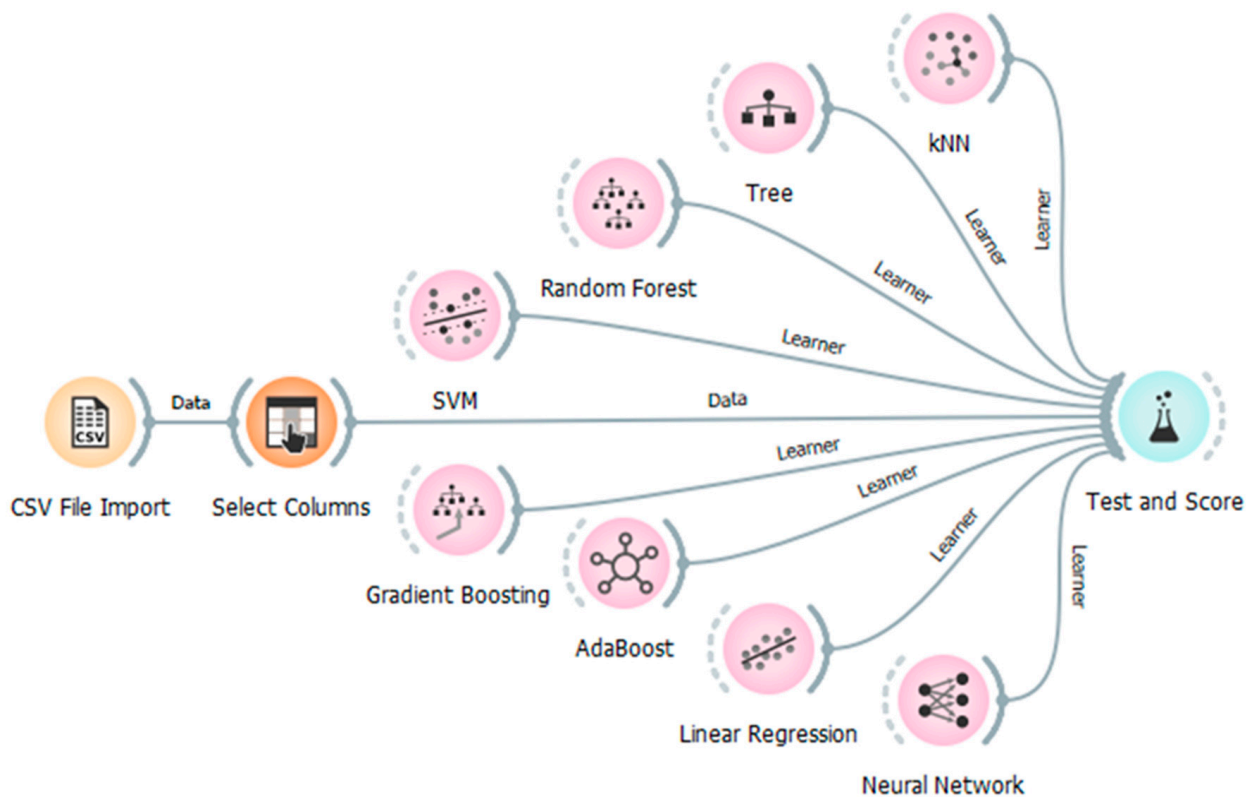 kNN
Tree
Learner
Learner
Random Forest
Learner
Learner
SVM
Data
Data
CSV
CSV File Import
Select Columns
Learner
Test and Score
Learner
Gradient Boosting
Learner
Learner
AdaBoost
Linear Regression
Neural Network